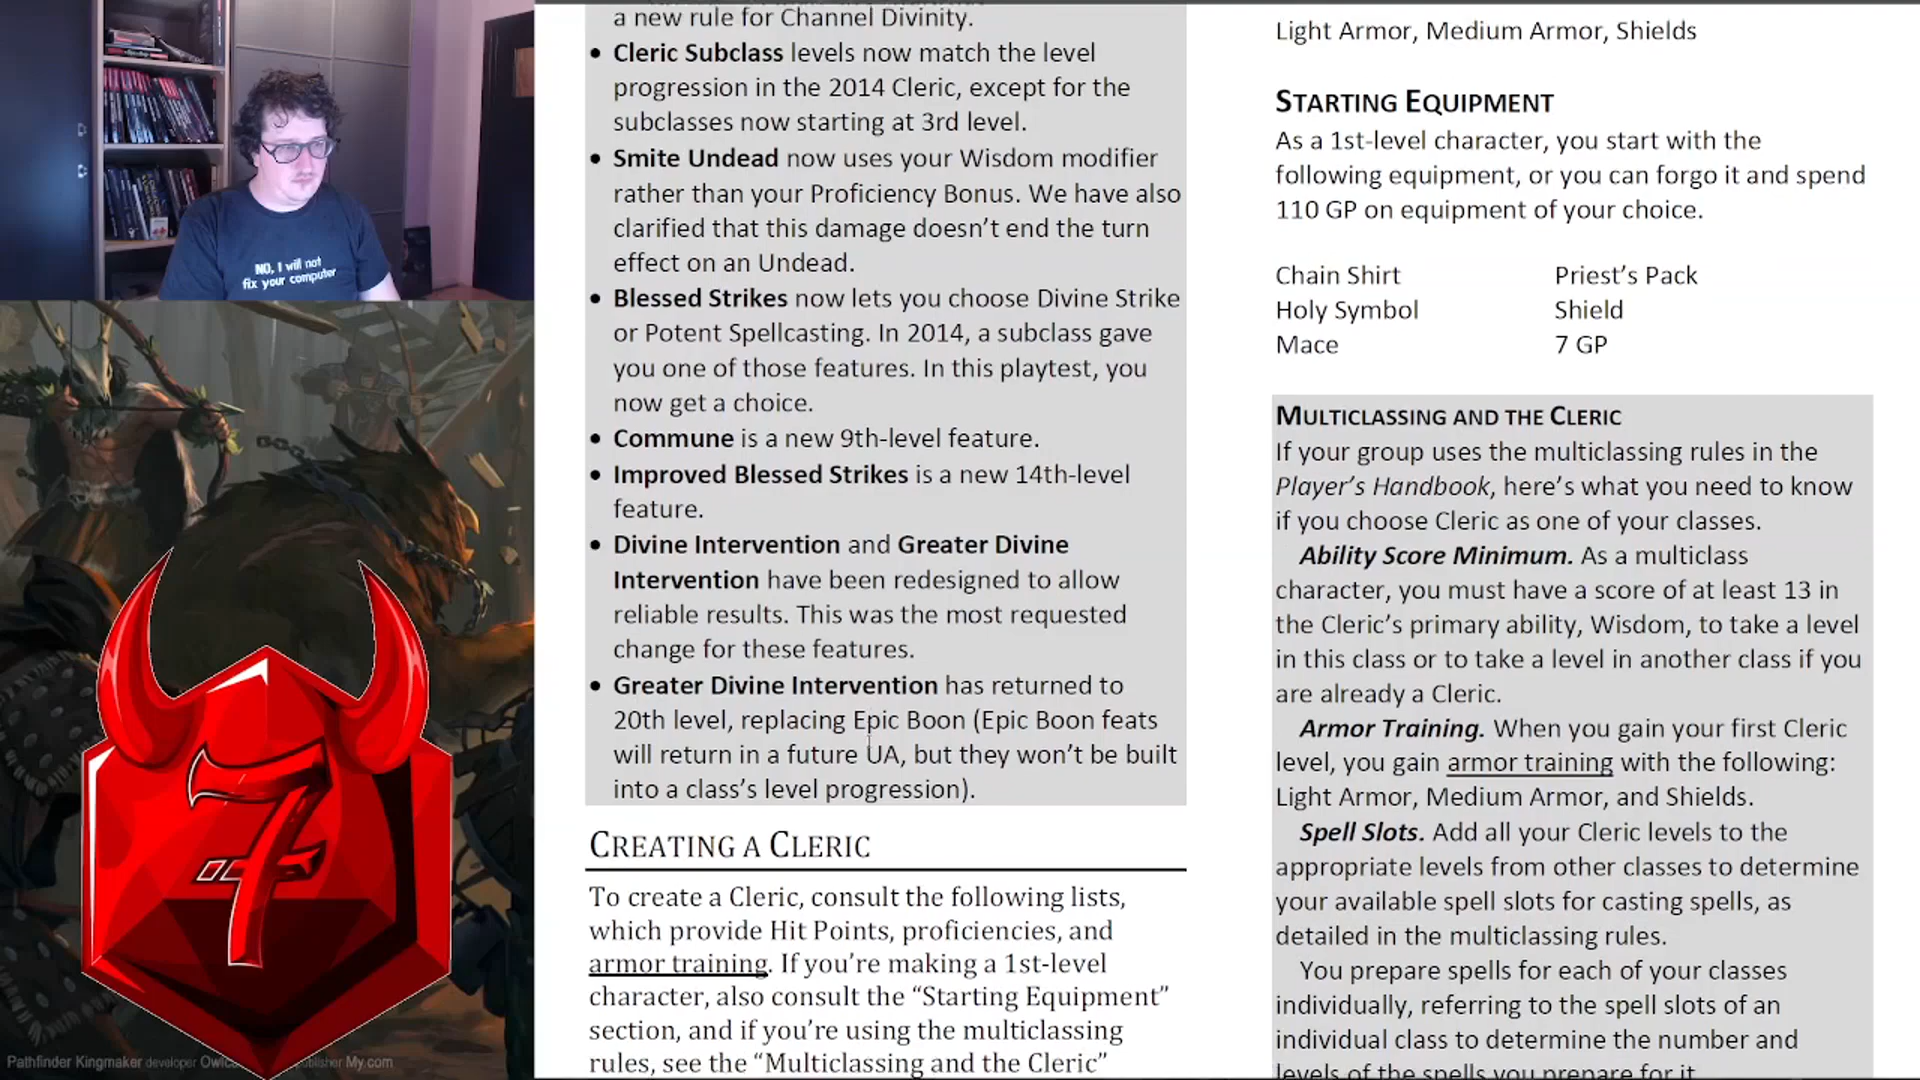 NO, I will not
fix your computer
7
Pathfinder Kingmaker developer Owlc
blisher My.com
a new rule for Channel Divinity.
• Cleric Subclass levels now match the level
progression in the 2014 Cleric, except for the
subclasses now starting at 3rd level.
• Smite Undead now uses your Wisdom modifier
rather than your Proficiency Bonus. We have also
clarified that this damage doesn't end the turn
effect on an Undead.
• Blessed Strikes now lets you choose Divine Strike
or Potent Spellcasting. In 2014, a subclass gave
you one of those features. In this playtest, you
now get a choice.
• Commune is a new 9th-level feature.
• Improved Blessed Strikes is a new 14th-level
feature.
• Divine Intervention and Greater Divine
Intervention have been redesigned to allow
reliable results. This was the most requested
change for these features.
• Greater Divine Intervention has returned to
20th level, replacing Epic Boon (Epic Boon feats
will return in a future UA, but they won't be built
into a class's level progression).
CREATING A CLERIC
To create a Cleric, consult the following lists,
which provide Hit Points, proficiencies, and
armor training. If you're making a 1st-level
character, also consult the “Starting Equipment”
section, and if you're using the multiclassing
rules, see the “Multiclassing and the Cleric”
Light Armor, Medium Armor, Shields
STARTING EQUIPMENT
As a 1st-level character, you start with the
following equipment, or you can forgo it and spend
110 GP on equipment of your choice.
Chain Shirt Priest's Pack
Holy Symbol Shield
Mace 7 GP
MULTICLASSING AND THE CLERIC
If your group uses the multiclassing rules in the
Player's Handbook, here's what you need to know
if you choose Cleric as one of your classes.
Ability Score Minimum. As a multiclass
character, you must have a score of at least 13 in
the Cleric's primary ability, Wisdom, to take a level
in this class or to take a level in another class if you
are already a Cleric.
Armor Training. When you gain your first Cleric
level, you gain armor training with the following:
Light Armor, Medium Armor, and Shields.
Spell Slots. Add all your Cleric levels to the
appropriate levels from other classes to determine
your available spell slots for casting spells, as
detailed in the multiclassing rules.
You prepare spells for each of your classes
individually, referring to the spell slots of an
individual class to determine the number and
levels of the spells you prepare for it.